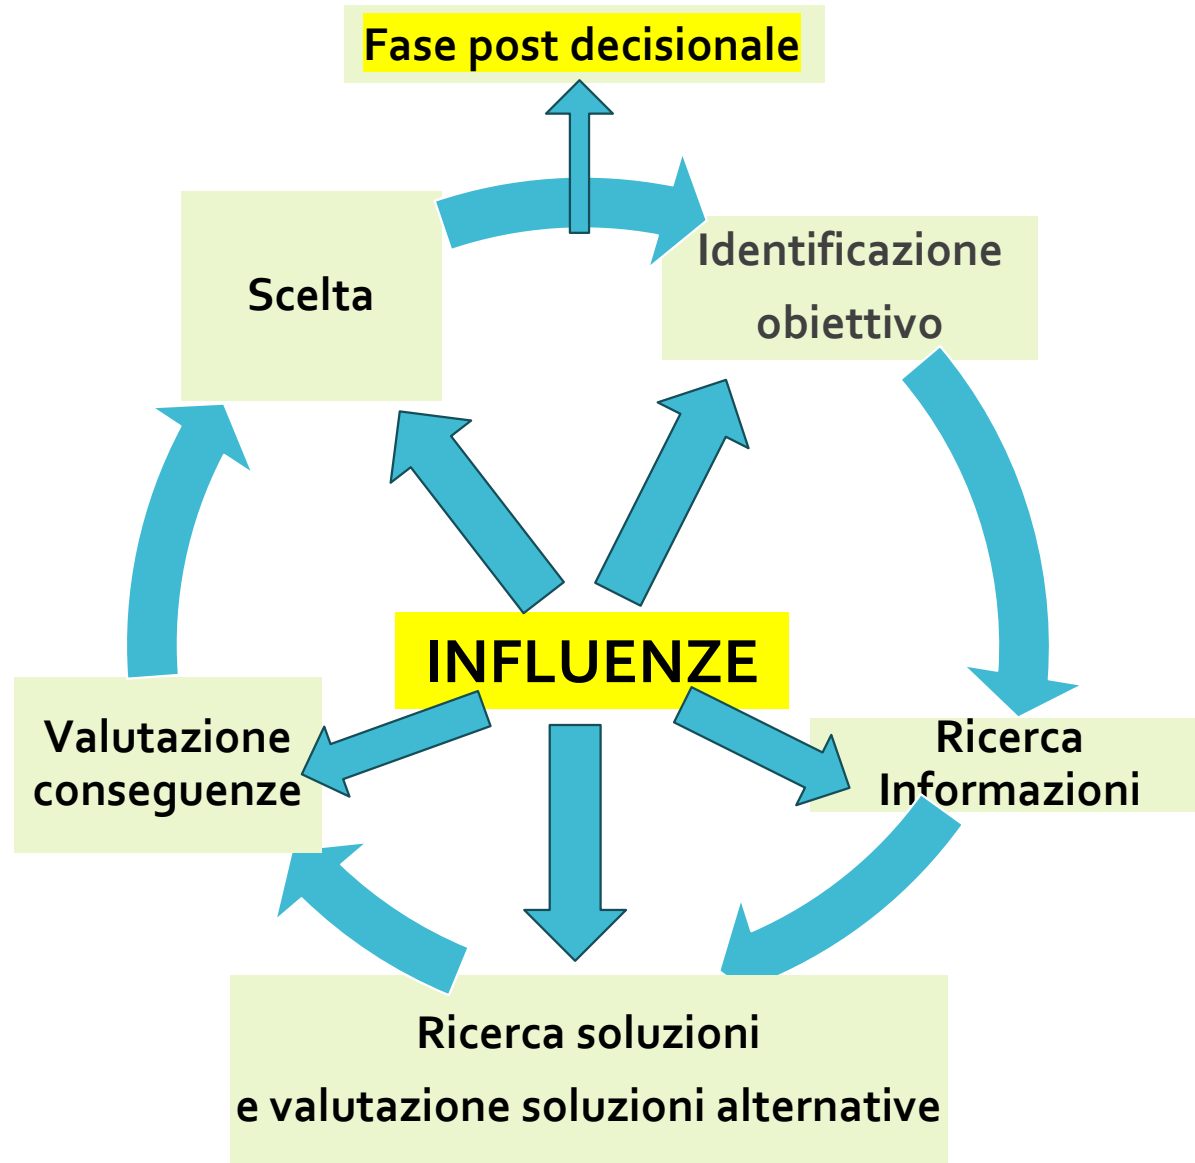 Fase post decisionale
Scelta
Identificazione
obiettivo
INFLUENZE
Valutazione
conseguenze
Ricerca
Informazioni
Ricerca soluzioni
e valutazione soluzioni alternative